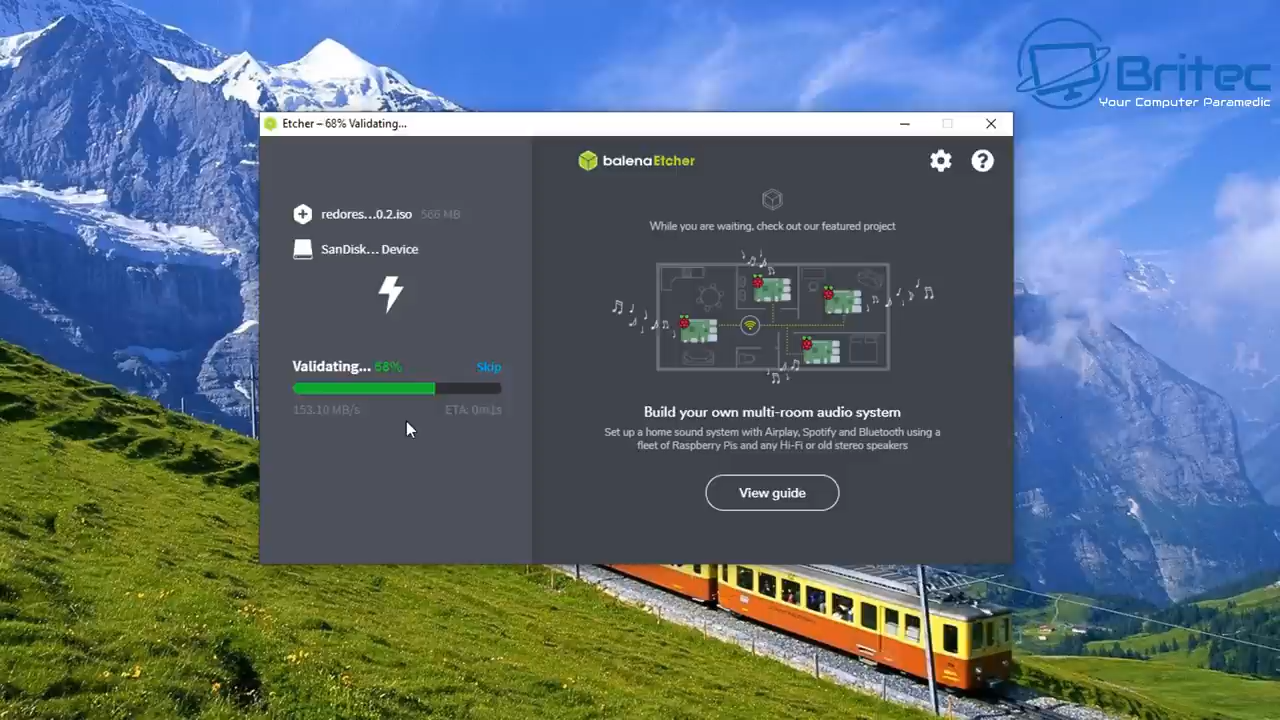 Britec
Your Computer Paramedic
Etcher – 68% Validating...
balenaEtcher
redores...0.2.iso 566 MB
SanDisk... Device
While you are waiting, check out our featured project
Validating... 68% Skip
153.10 MB/s ETA: 0m1s
Build your own multi-room audio system
Set up a home sound system with Airplay, Spotify and Bluetooth using a
fleet of Raspberry Pis and any Hi-Fi or old stereo speakers
View guide